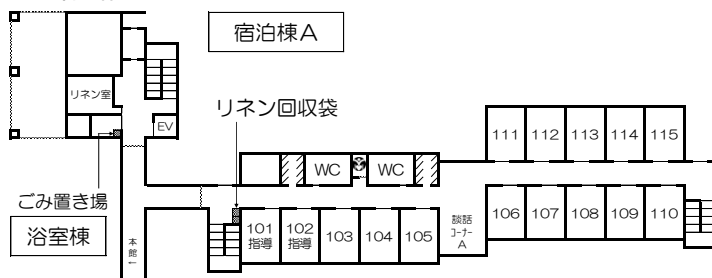 宿泊棟A
リネン室
リネン回収袋
EV
111
112
113
114
115
WC
WC
ごみ置き場
浴室棟
本館←
101
指導
102
指導
103
104
105
談話
コーナー
A
106
107
108
109
110